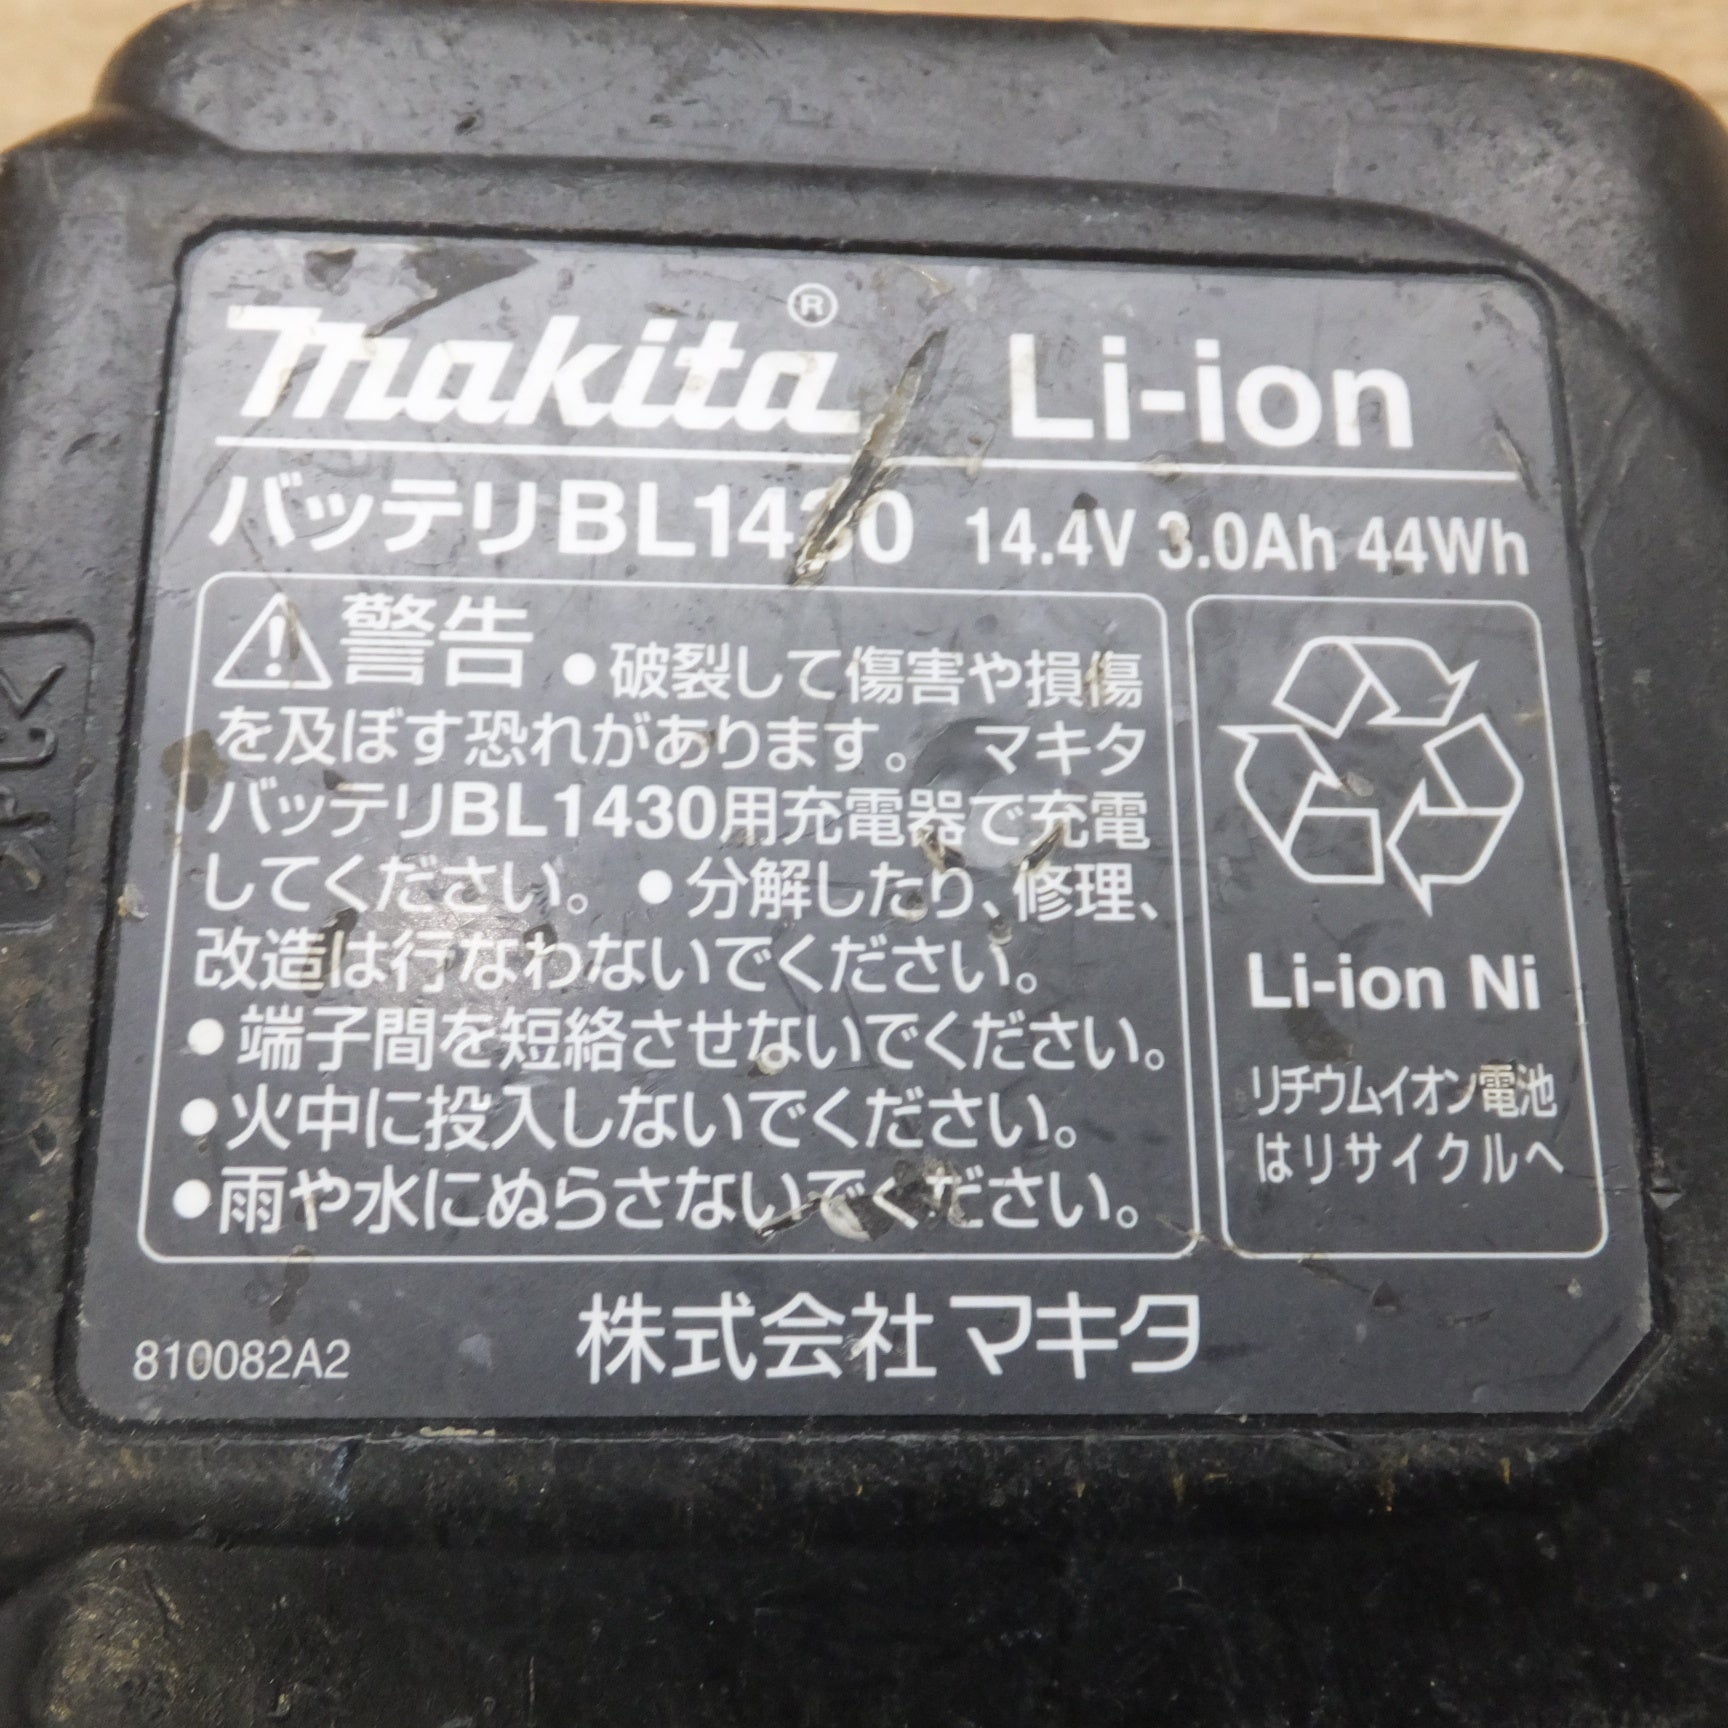 makita® Li-ion
バッテリBL1430 14.4V 3.0Ah 44Wh
警告 ●破裂して傷害や損傷
を及ぼす恐れがあります。 マキタ
バッテリBL1430用充電器で充電
してください。●分解したり、修理、
改造は行なわないでください。
●端子間を短絡させないでください。
●火中に投入しないでください。
●雨や水にぬらさないでください。
Li-ion Ni
リチウムイオン電池
はリサイクルへ
810082A2 株式会社マキタ